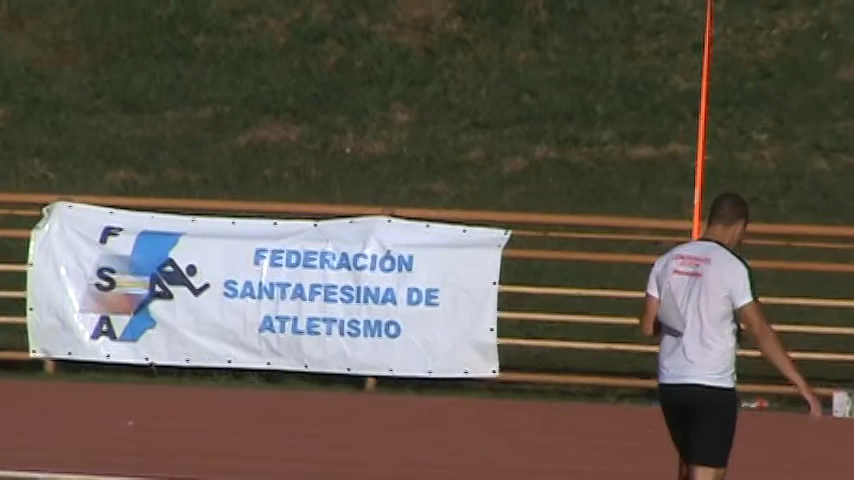 F
S
A
FEDERACIÓN
SANTAFESINA DE
ATLETISMO